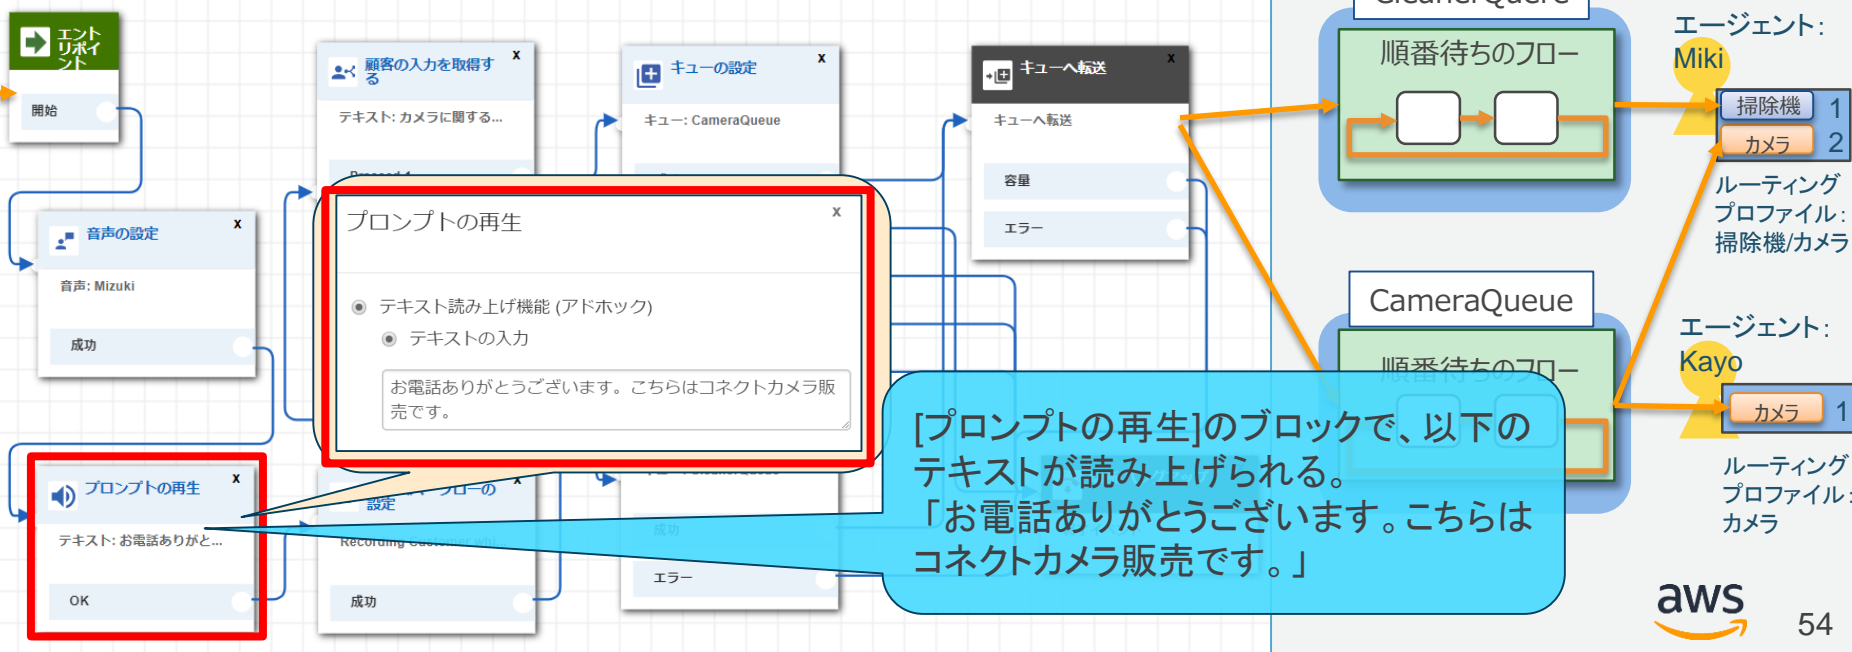 エント
リポイ
ント
開始
音声の設定
x
音声: Mizuki
成功
プロンプトの再生
x
テキスト: お電話ありがと...
OK
顧客の入力を取得す
る
x
テキスト: カメラに関する...
プロンプトの再生
x
テキスト読み上げ機能 (アドホック)
テキストの入力
お電話ありがとうございます。こちらはコネクトカメラ販
売です。
フローの
設定
x
成功
キューの設定
x
キュー: CameraQueue
成功
エラー
キューへ転送
x
キューへ転送
容量
エラー
[プロンプトの再生]のブロックで、以下の
テキストが読み上げられる。
「お電話ありがとうございます。こちらは
コネクトカメラ販売です。」
順番待ちのフロー
CameraQueue
順番待ちのフロー
エージェント:
Miki
掃除機 1
カメラ 2
ルーティング
プロファイル:
掃除機/カメラ
エージェント:
Kayo
カメラ 1
ルーティング
プロファイル:
カメラ
aws
54